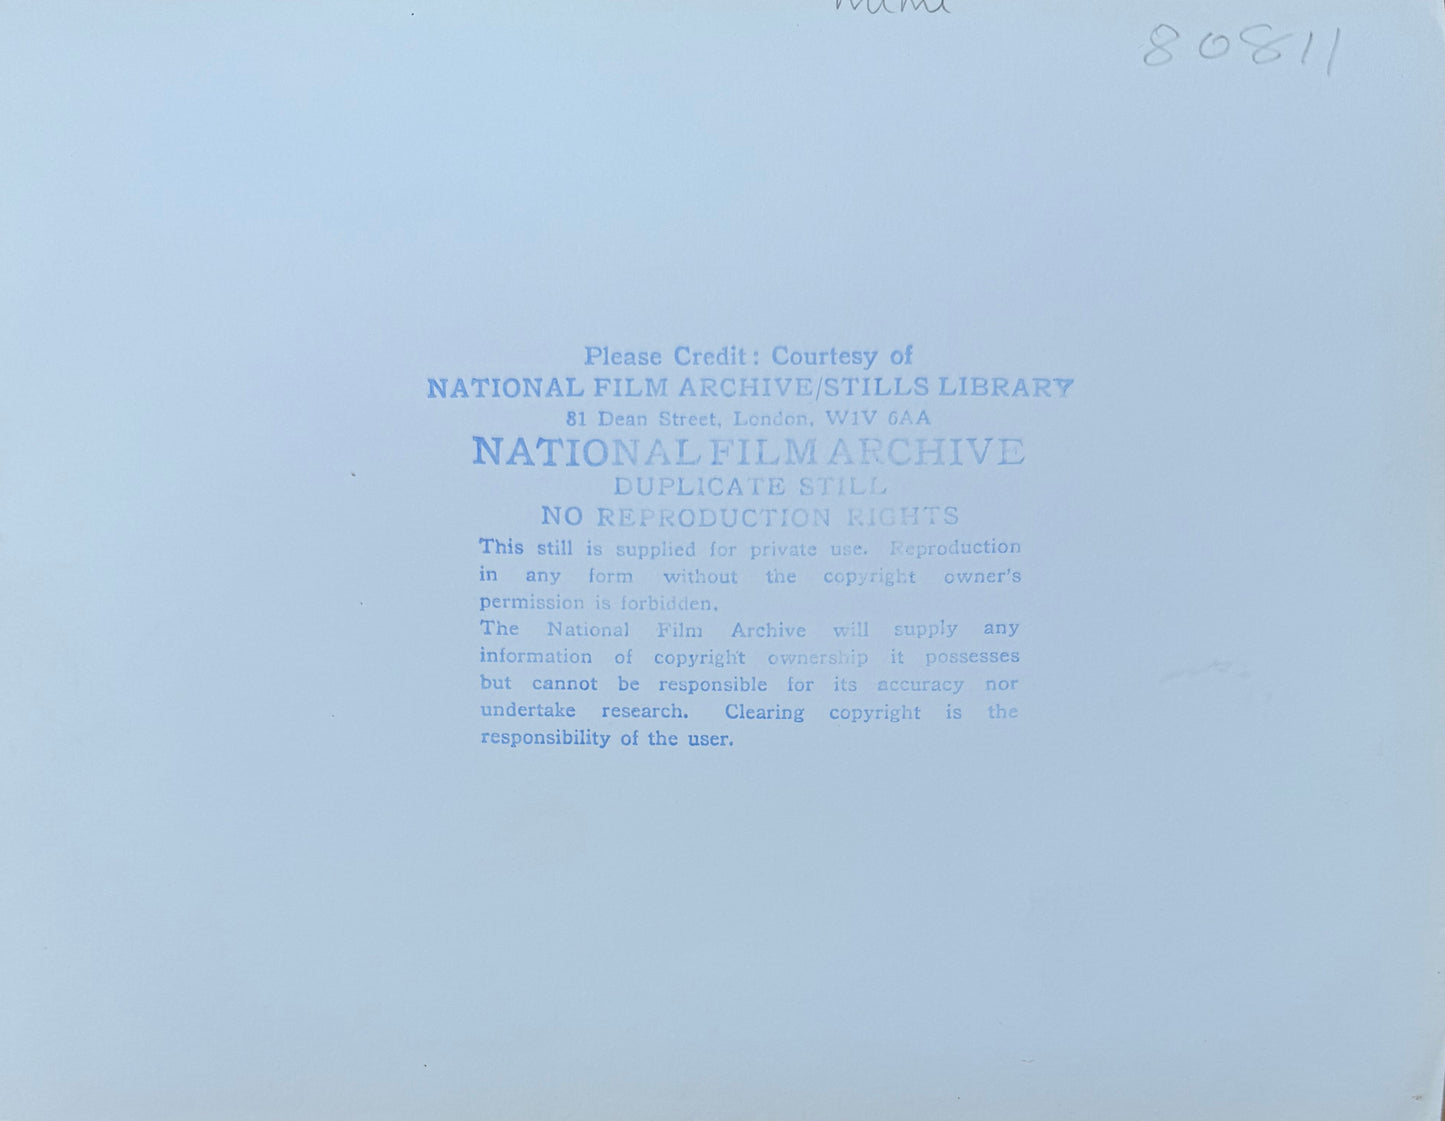 80811
Please Credit: Courtesy of
NATIONAL FILM ARCHIVE/STILLS LIBRARY
81 Dean Street, London, W1V 6AA
NATIONAL FILM ARCHIVE
DUPLICATE STILL
NO REPRODUCTION RIGHTS
This still is supplied for private use. Reproduction
in any form without the copyright owner's
permission is forbidden.
The National Film Archive will supply any
information of copyright ownership it possesses
but cannot be responsible for its accuracy nor
undertake research. Clearing copyright is the
responsibility of the user.